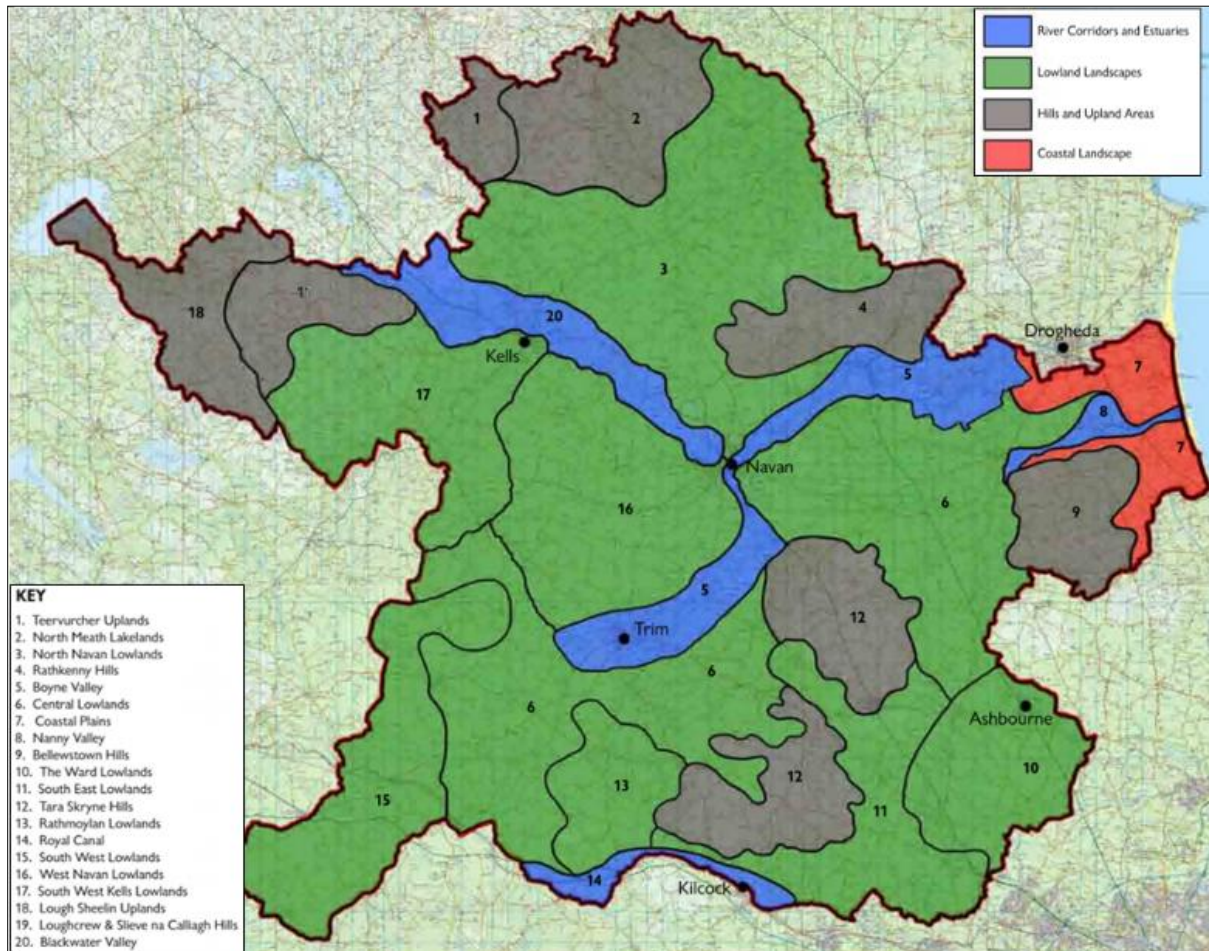 River Corridors and Estuaries
Lowland Landscapes
Hills and Upland Areas
Coastal Landscape
1
2
3
18
1
20
4
Drogheda
7
Kells
5
8
17
7
Navan
16
6
9
5
12
Trim
6
6
Ashbourne
10
13
12
15
11
14
Kilcock
KEY
1. Teervurcher Uplands
2. North Meath Lakelands
3. North Navan Lowlands
4. Rathkenny Hills
5. Boyne Valley
6. Central Lowlands
7. Coastal Plains
8. Nanny Valley
9. Bellewstown Hills
10. The Ward Lowlands
11. South East Lowlands
12. Tara Skryne Hills
13. Rathmoylan Lowlands
14. Royal Canal
15. South West Lowlands
16. West Navan Lowlands
17. South West Kells Lowlands
18. Lough Sheelin Uplands
19. Loughcrew & Slieve na Calliagh Hills
20. Blackwater Valley